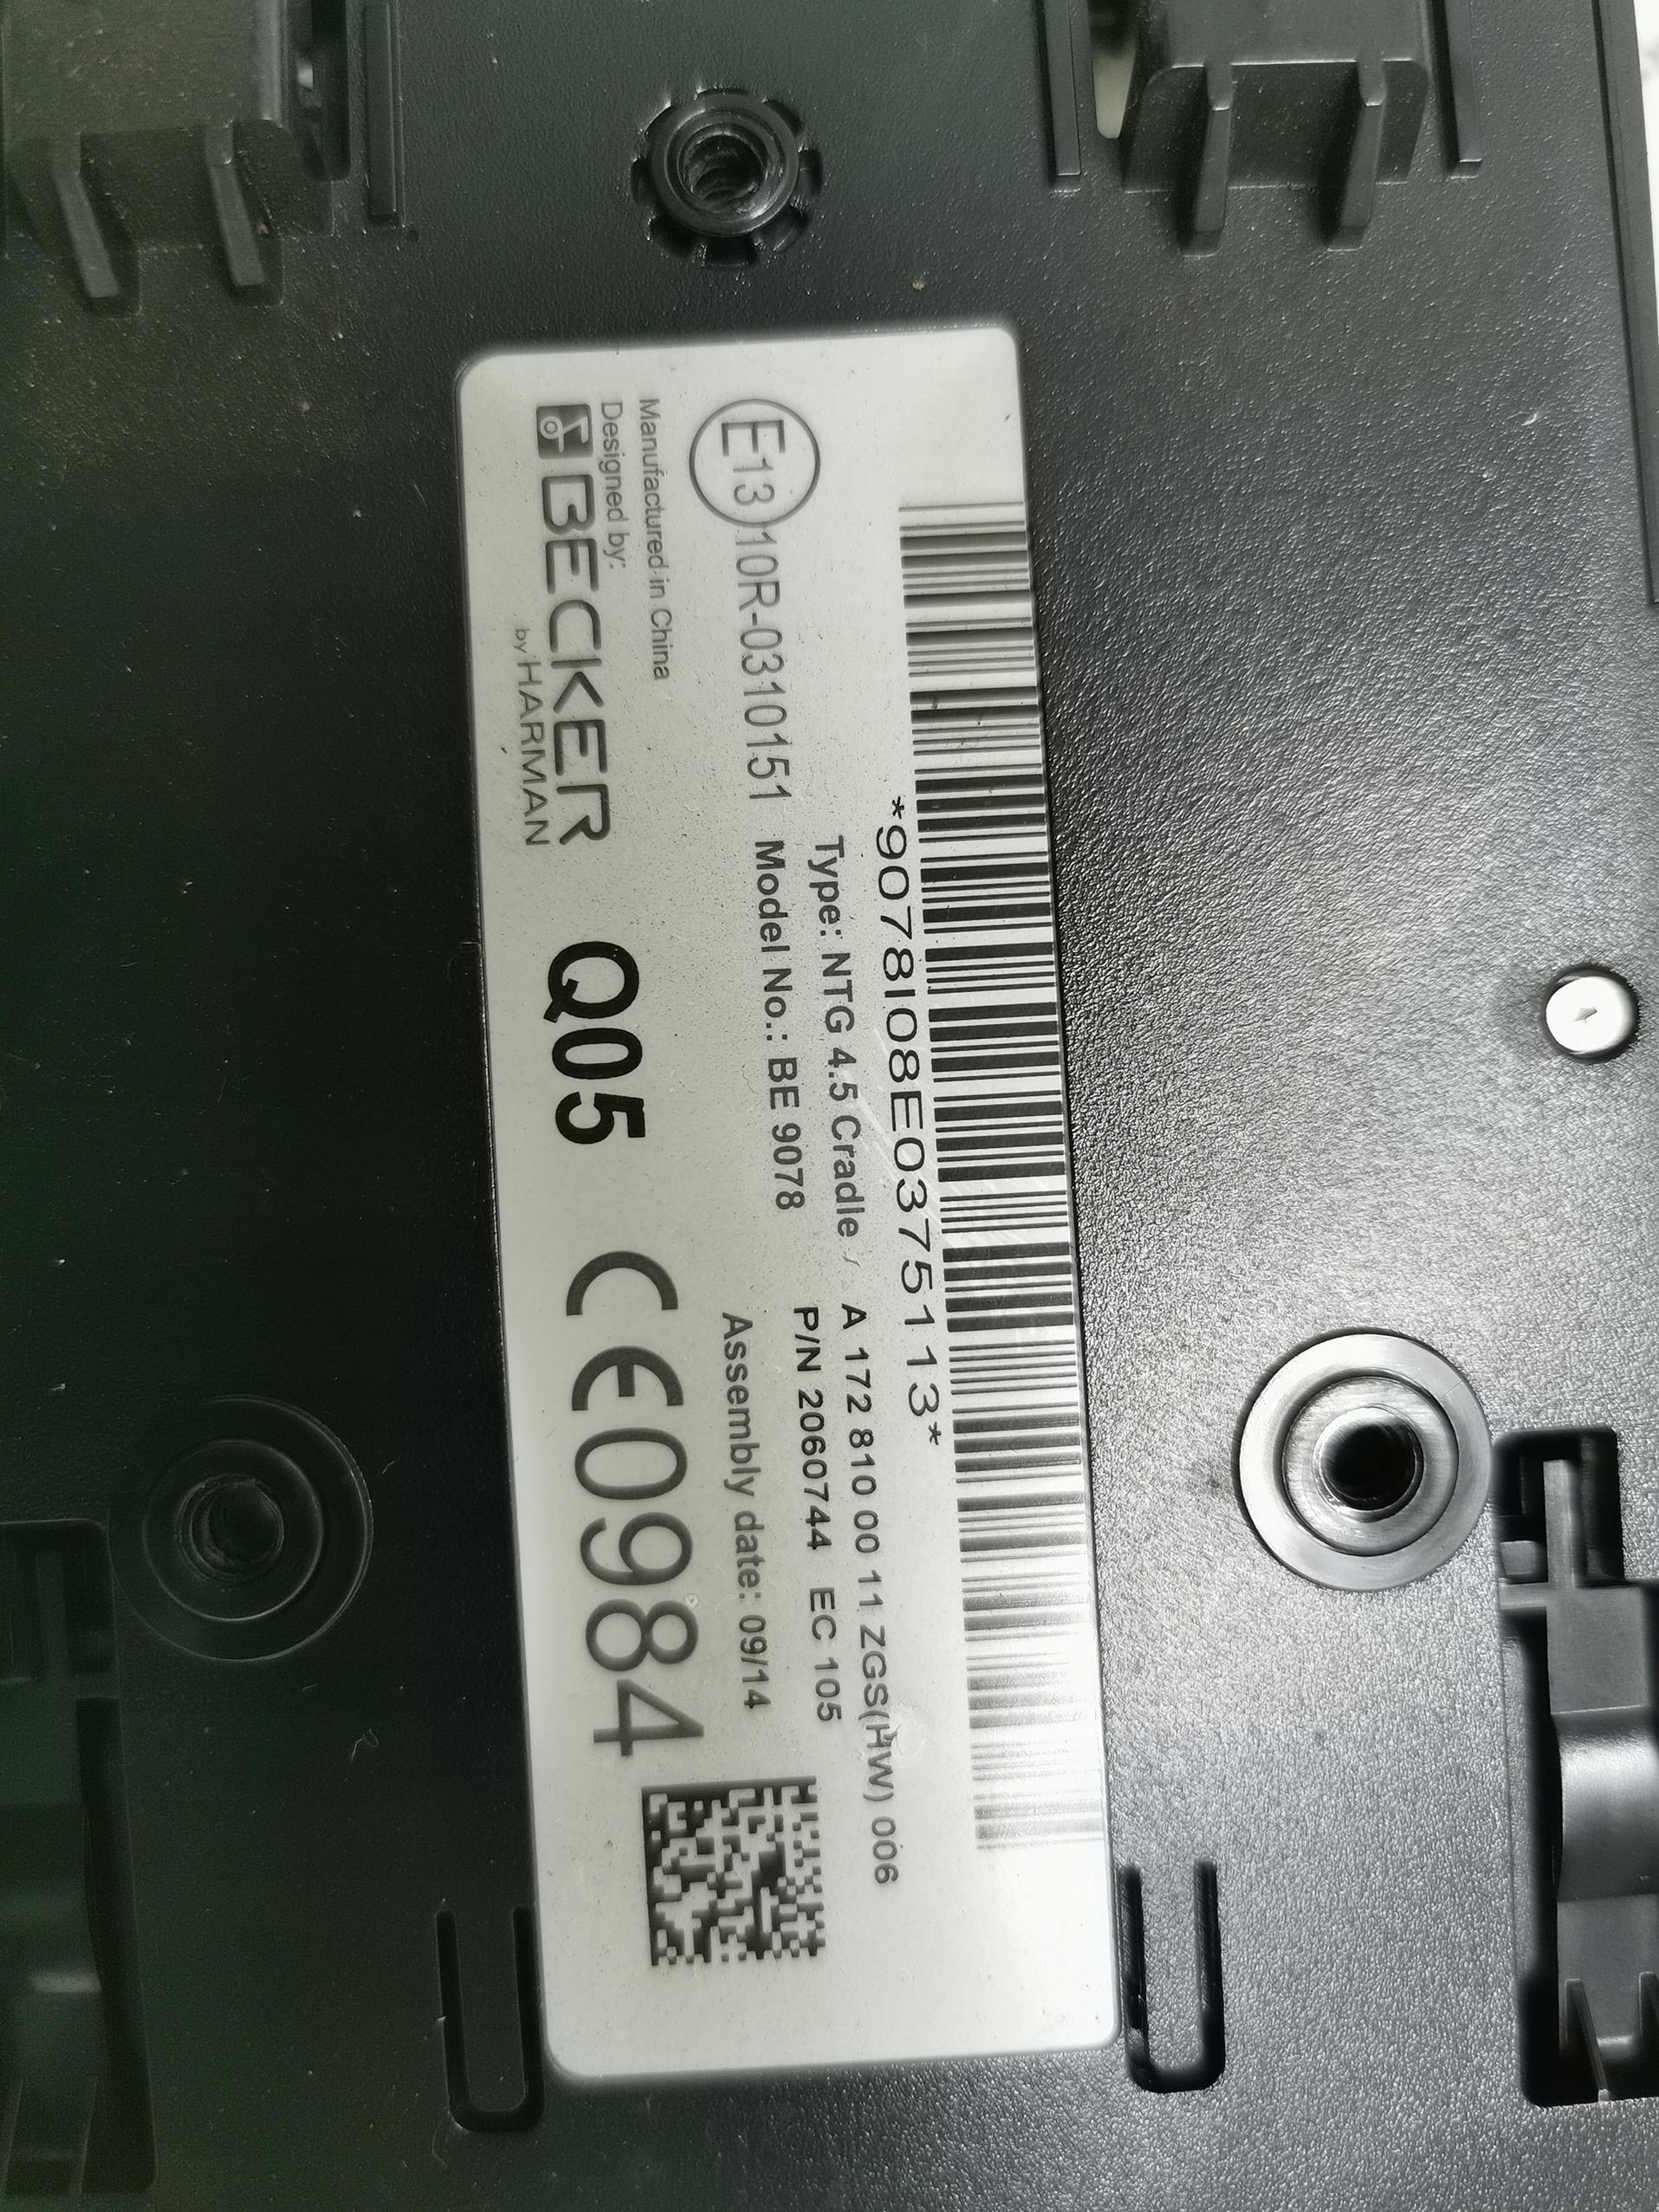 *9078I08E0375113*
Type: NTG 4.5 Cradle / A 172 810 00 11 ZGS(HW) 006
E13 10R-0310151 Model No.: BE 9078 P/N 2060744 EC 105
Assembly date: 09/14
Manufactured in China
Designed by:
BECKER Q05 CE0984
by HARMAN